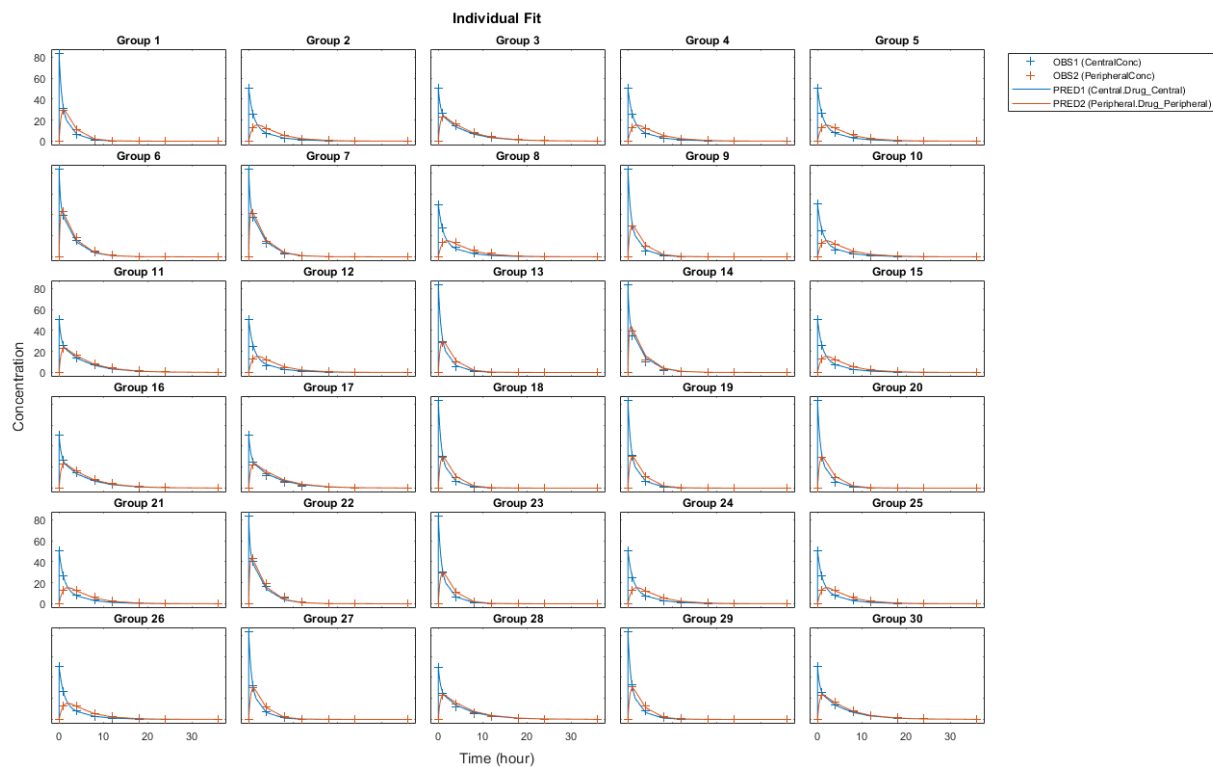 Individual Fit
Group 1 Group 2 Group 3 Group 4 Group 5
80
60
40
20
0
OBS1 (CentralConc)
OBS2 (PeripheralConc)
PRED1 (Central.Drug_Central)
PRED2 (Peripheral.Drug_Peripheral)
Group 6 Group 7 Group 8 Group 9 Group 10
Group 11 Group 12 Group 13 Group 14 Group 15
80
60
40
20
0
Concentration
Group 16 Group 17 Group 18 Group 19 Group 20
Group 21 Group 22 Group 23 Group 24 Group 25
80
60
40
20
0
Group 26 Group 27 Group 28 Group 29 Group 30
0 10 20 30 0 10 20 30 0 10 20 30
Time (hour)